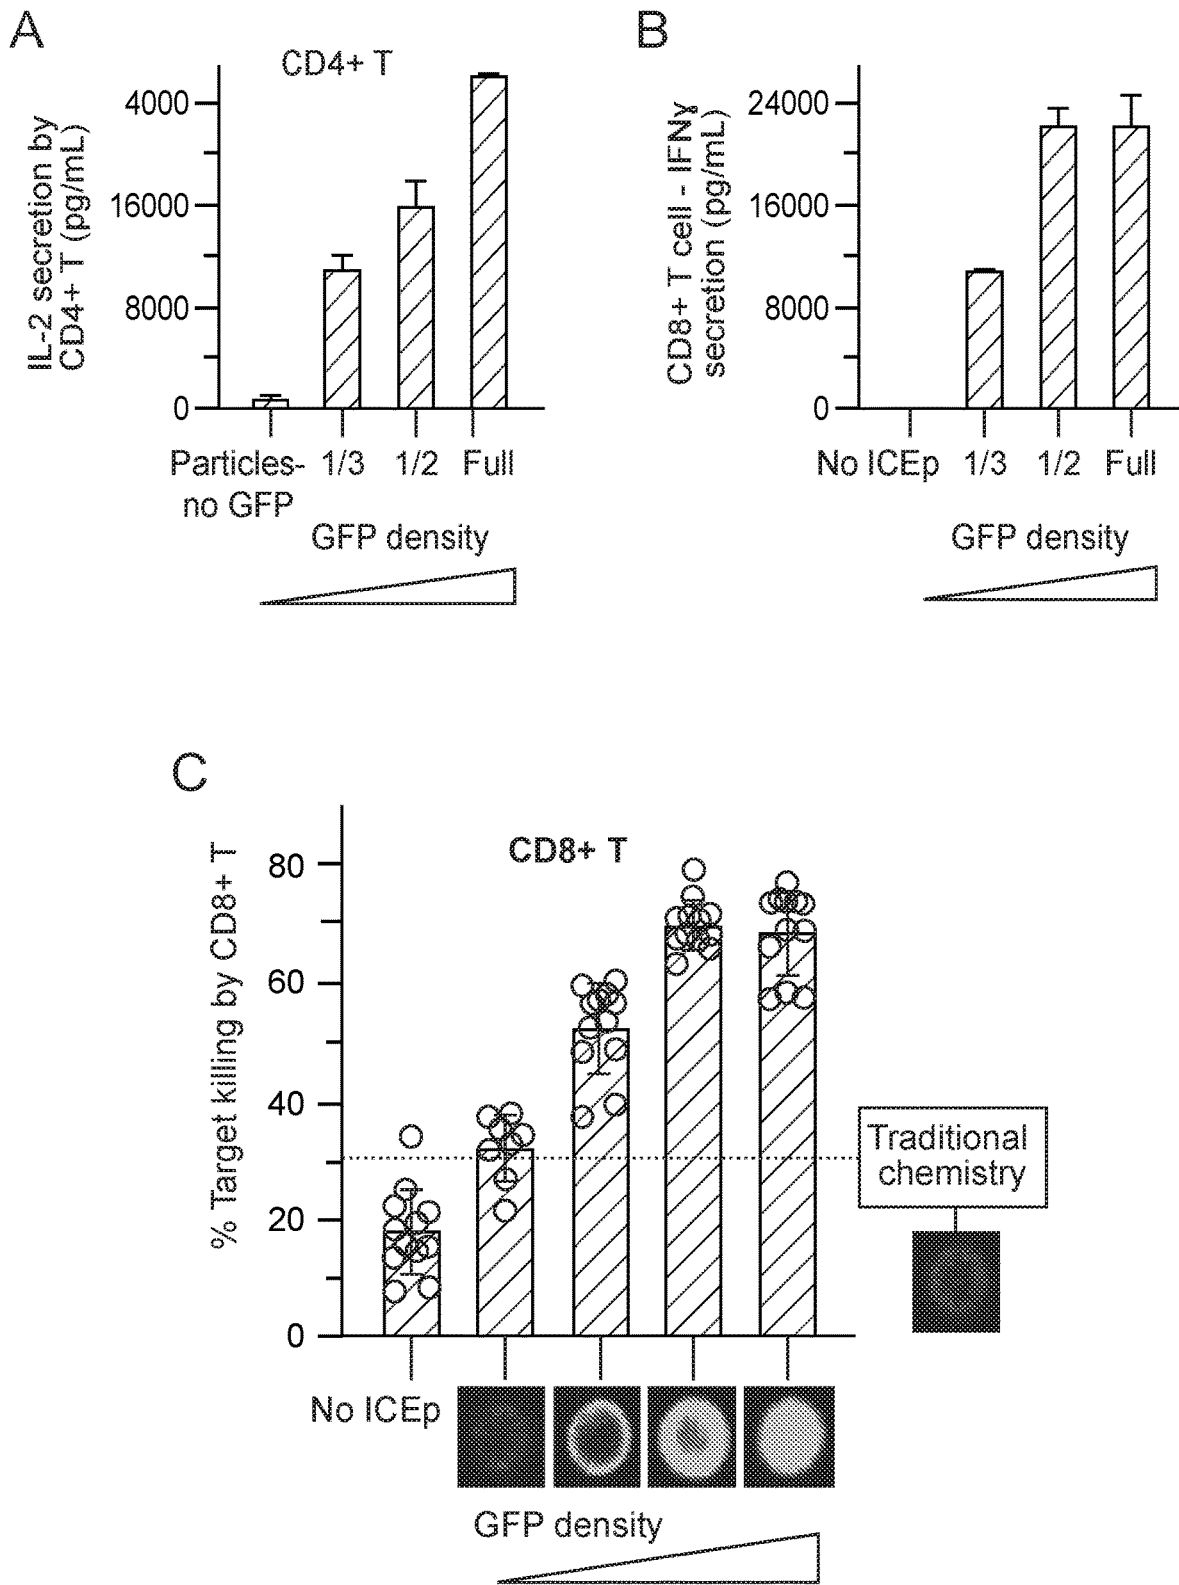 A
CD4+ T
IL-2 secretion by
CD4+ T (pg/mL)
4000
16000
8000
0
Particles-
no GFP
1/3
1/2
Full
GFP density
B
CD8+ T cell - IFNγ
secretion (pg/mL)
24000
16000
8000
0
No ICEp
1/3
1/2
Full
GFP density
C
CD8+ T
% Target killing by CD8+ T
80
60
40
20
0
Traditional
chemistry
No ICEp
GFP density